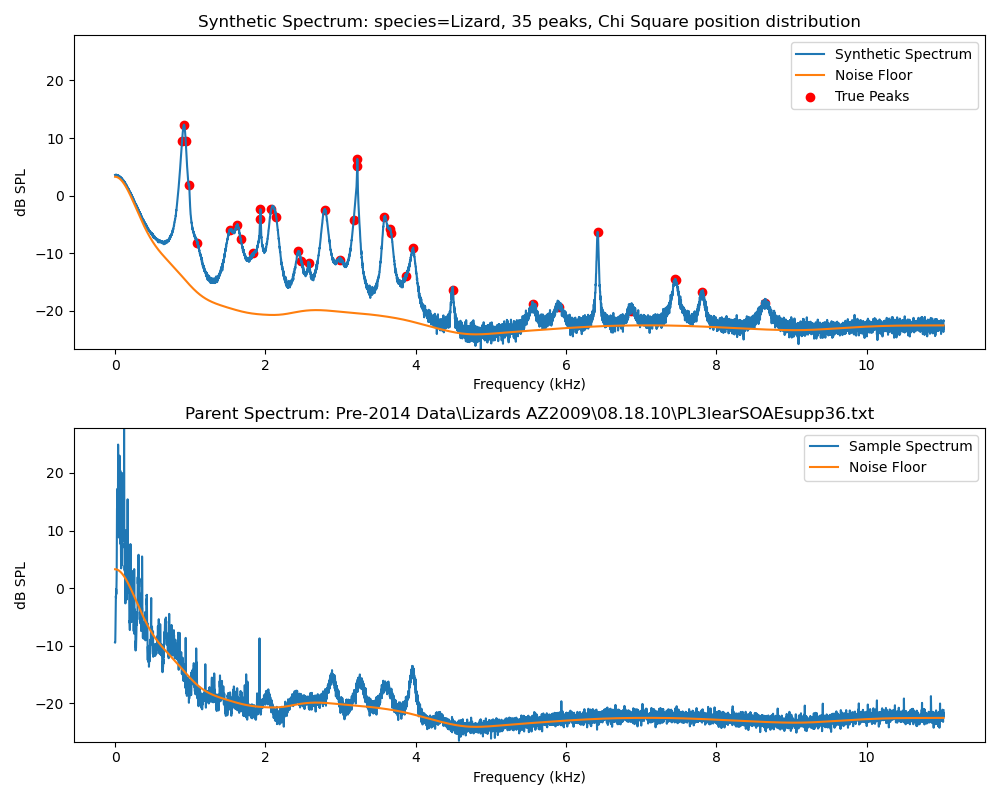 Synthetic Spectrum: species=Lizard, 35 peaks, Chi Square position distribution
Synthetic Spectrum
Noise Floor
True Peaks
dB SPL
20
10
0
−10
−20
0 2 4 6 8 10
Frequency (kHz)
Parent Spectrum: Pre-2014 Data\Lizards AZ2009\08.18.10\PL3learSOAEsupp36.txt
Sample Spectrum
Noise Floor
dB SPL
20
10
0
−10
−20
0 2 4 6 8 10
Frequency (kHz)